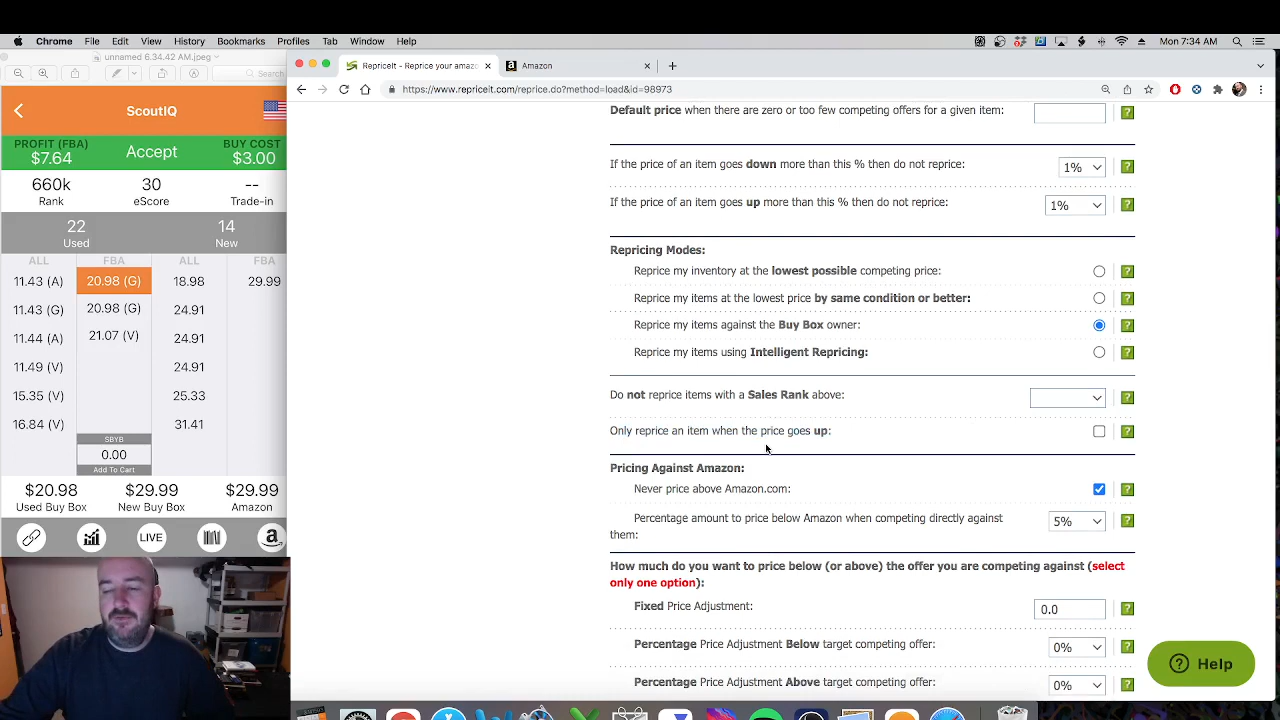 Chrome File Edit View History Bookmarks Profiles Tab Window Help
Mon 7:34 AM
unnamed 6.34.42 AM.jpeg
Search
RepriceIt - Reprice your amazo
Amazon
https://www.repriceit.com/reprice.do?method=load&id=98973
ScoutIQ
PROFIT (FBA)
$7.64
Accept
BUY COST
$3.00
660k
Rank
30
eScore
--
Trade-in
22
Used
14
New
ALL FBA ALL FBA
11.43 (A) 20.98 (G) 18.98 29.99
11.43 (G) 20.98 (G) 24.91
11.44 (A) 21.07 (V) 24.91
11.49 (V) 24.91
15.35 (V) 25.33
16.84 (V) 31.41
SBYB
0.00
Add To Cart
$20.98
Used Buy Box
$29.99
New Buy Box
$29.99
Amazon
LIVE
a
Default price when there are zero or too few competing offers for a given item: ?
If the price of an item goes down more than this % then do not reprice: 1% ?
If the price of an item goes up more than this % then do not reprice: 1% ?
Repricing Modes:
Reprice my inventory at the lowest possible competing price: ?
Reprice my items at the lowest price by same condition or better: ?
Reprice my items against the Buy Box owner: ?
Reprice my items using Intelligent Repricing: ?
Do not reprice items with a Sales Rank above: ?
Only reprice an item when the price goes up: ?
Pricing Against Amazon:
Never price above Amazon.com: ?
Percentage amount to price below Amazon when competing directly against
them: 5% ?
How much do you want to price below (or above) the offer you are competing against (select
only one option):
Fixed Price Adjustment: 0.0 ?
Percentage Price Adjustment Below target competing offer: 0% ?
Percentage Price Adjustment Above target competing offer: 0% ?
? Help